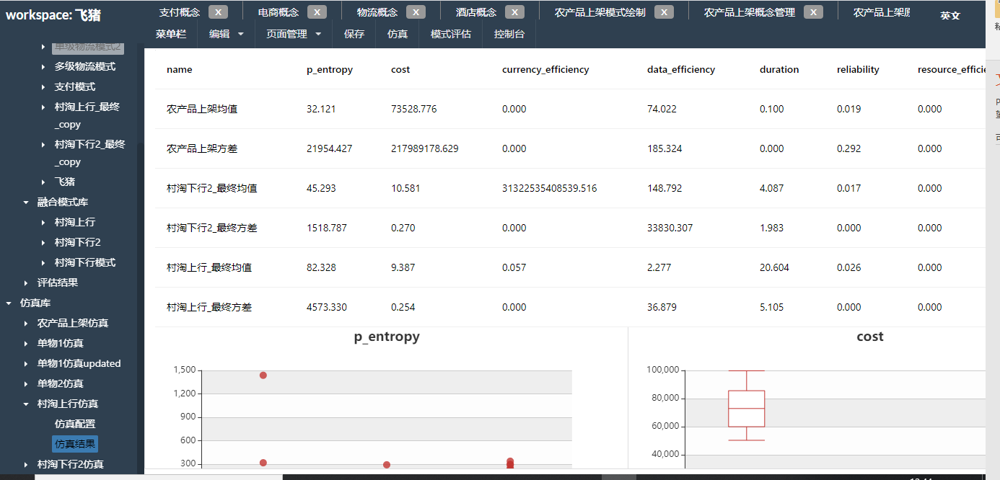 workspace: 飞猪
支付概念 x 电商概念 x 物流概念 x 酒店概念 x 农产品上架模式绘制 x 农产品上架概念管理 x 农产品上架
英文
菜单栏 编辑 页面管理 保存 仿真 模式评估 控制台
单级物流模式2
多级物流模式
支付模式
村淘上行_最终
_copy
村淘下行2_最终
_copy
飞猪
融合模式库
村淘上行
村淘下行2
村淘下行模式
评估结果
仿真库
农产品上架仿真
单物1仿真
单物1仿真updated
单物2仿真
村淘上行仿真
仿真配置
仿真结果
村淘下行2仿真
name p_entropy cost currency_efficiency data_efficiency duration reliability resource_effici
农产品上架均值 32.121 73528.776 0.000 74.022 0.100 0.019 0.000
农产品上架方差 21954.427 217989178.629 0.000 185.324 0.000 0.292 0.000
村淘下行2_最终均值 45.293 10.581 31322535408539.516 148.792 4.087 0.017 0.000
村淘下行2_最终方差 1518.787 0.270 0.000 33830.307 1.983 0.000 0.000
村淘上行_最终均值 82.328 9.387 0.057 2.277 20.604 0.026 0.000
村淘上行_最终方差 4573.330 0.254 0.000 36.879 5.105 0.000 0.000
p_entropy
1,500
1,200
900
600
300
cost
100,000
80,000
60,000
40,000